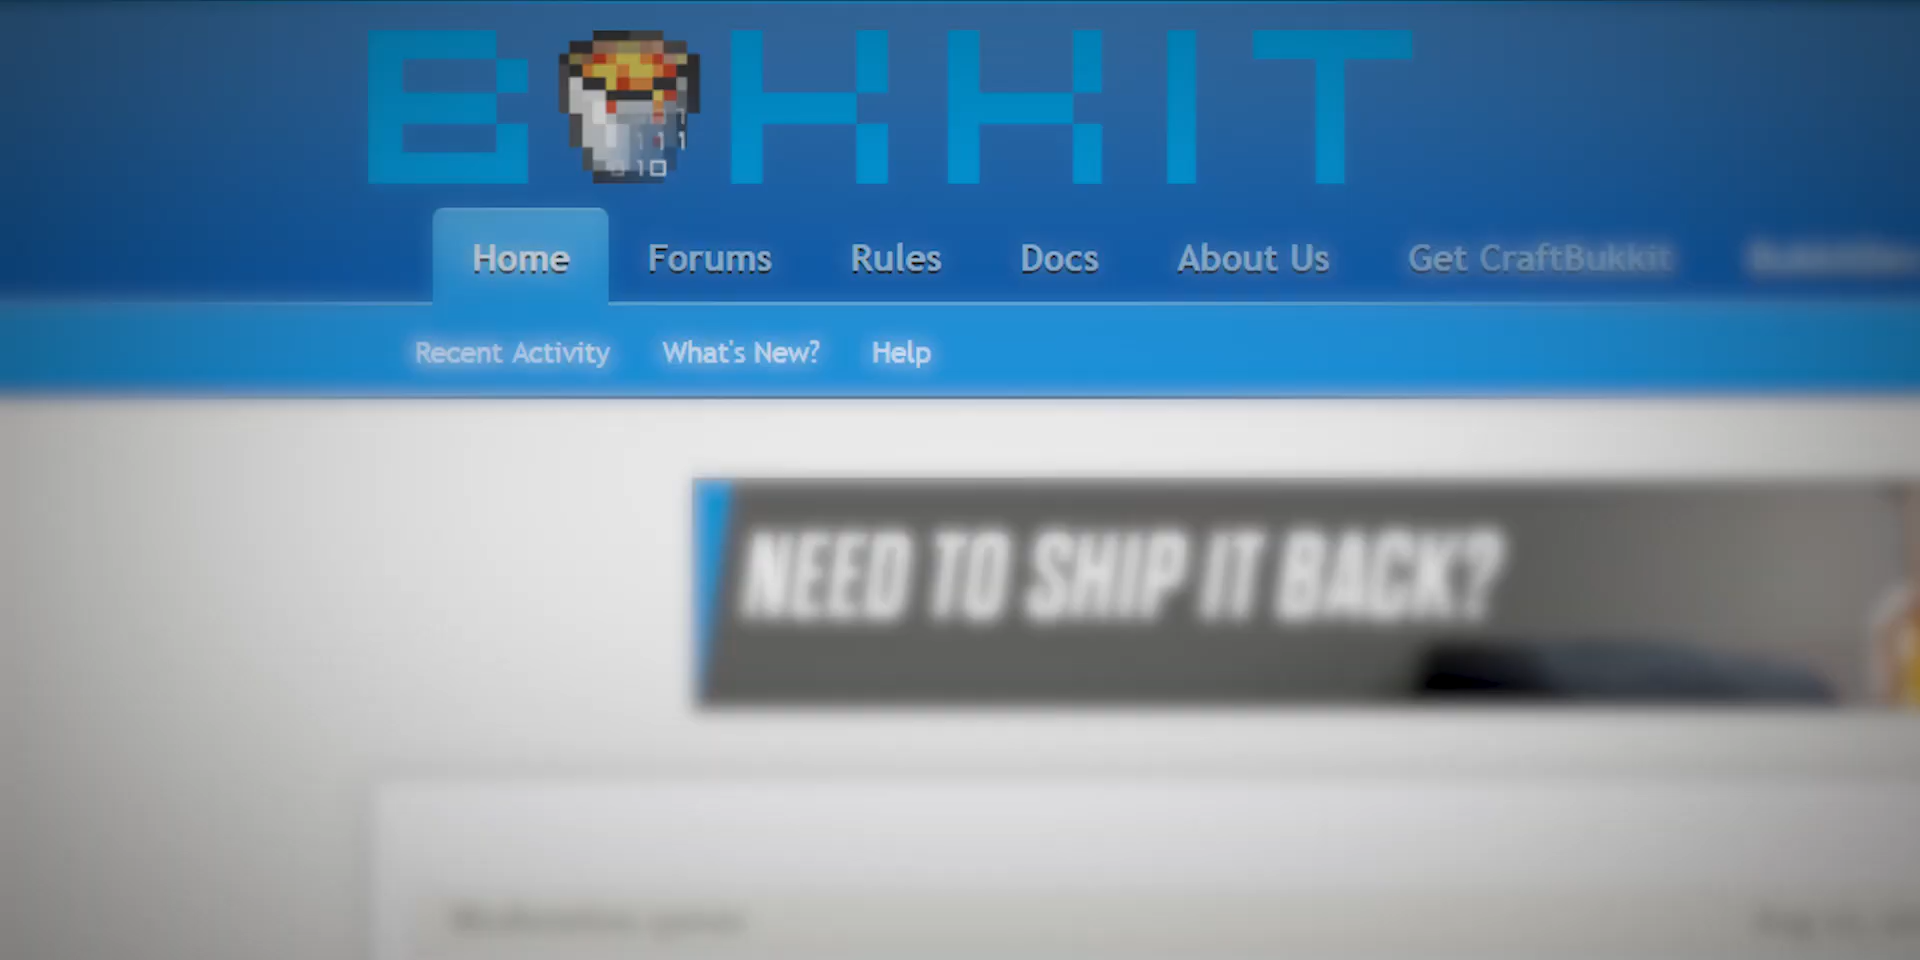 BUKKIT
Home Forums Rules Docs About Us Get CraftBukkit
Recent Activity What's New? Help
NEED TO SHIP IT BACK?